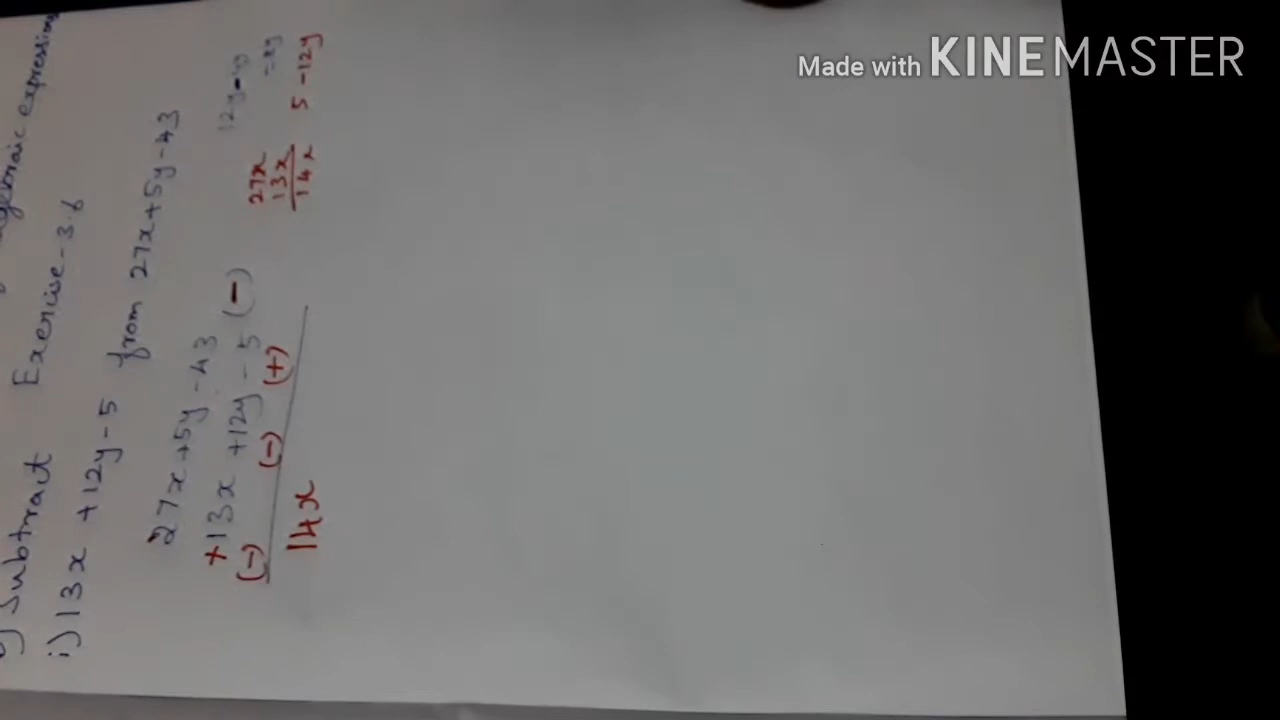 Subtract Exercise-3.6
i) 13x + 12y - 5 from 27x + 5y - 43
27x + 5y - 43
+13x + 12y - 5 (-)
(-) (-) (+)
14x
27x
13x
14x
5 - 12y
Made with KINEMASTER